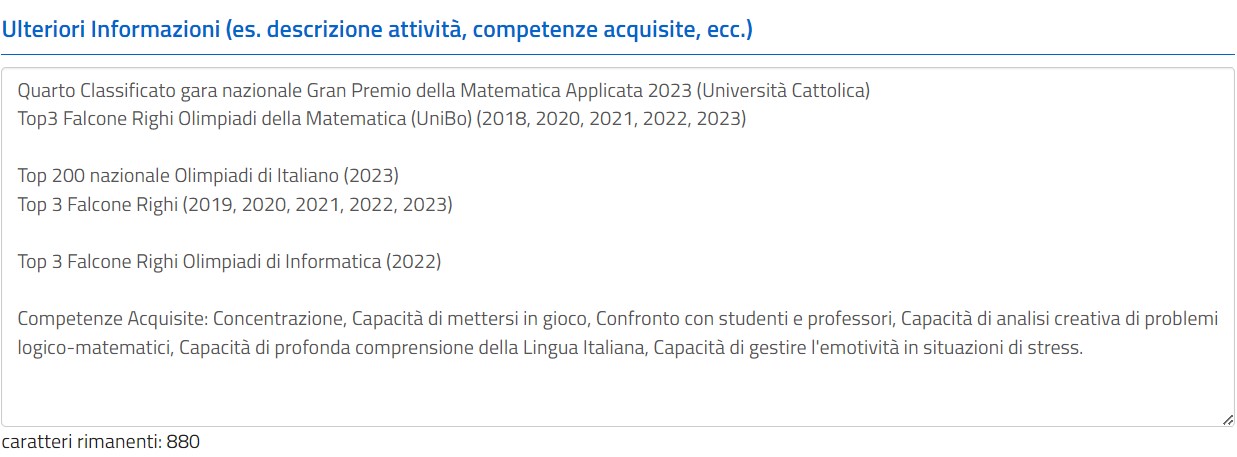 Ulteriori Informazioni (es. descrizione attività, competenze acquisite, ecc.)
Quarto Classificato gara nazionale Gran Premio della Matematica Applicata 2023 (Università Cattolica)
Top3 Falcone Righi Olimpiadi della Matematica (UniBo) (2018, 2020, 2021, 2022, 2023)
Top 200 nazionale Olimpiadi di Italiano (2023)
Top 3 Falcone Righi (2019, 2020, 2021, 2022, 2023)
Top 3 Falcone Righi Olimpiadi di Informatica (2022)
Competenze Acquisite: Concentrazione, Capacità di mettersi in gioco, Confronto con studenti e professori, Capacità di analisi creativa di problemi
logico-matematici, Capacità di profonda comprensione della Lingua Italiana, Capacità di gestire l'emotività in situazioni di stress.
caratteri rimanenti: 880